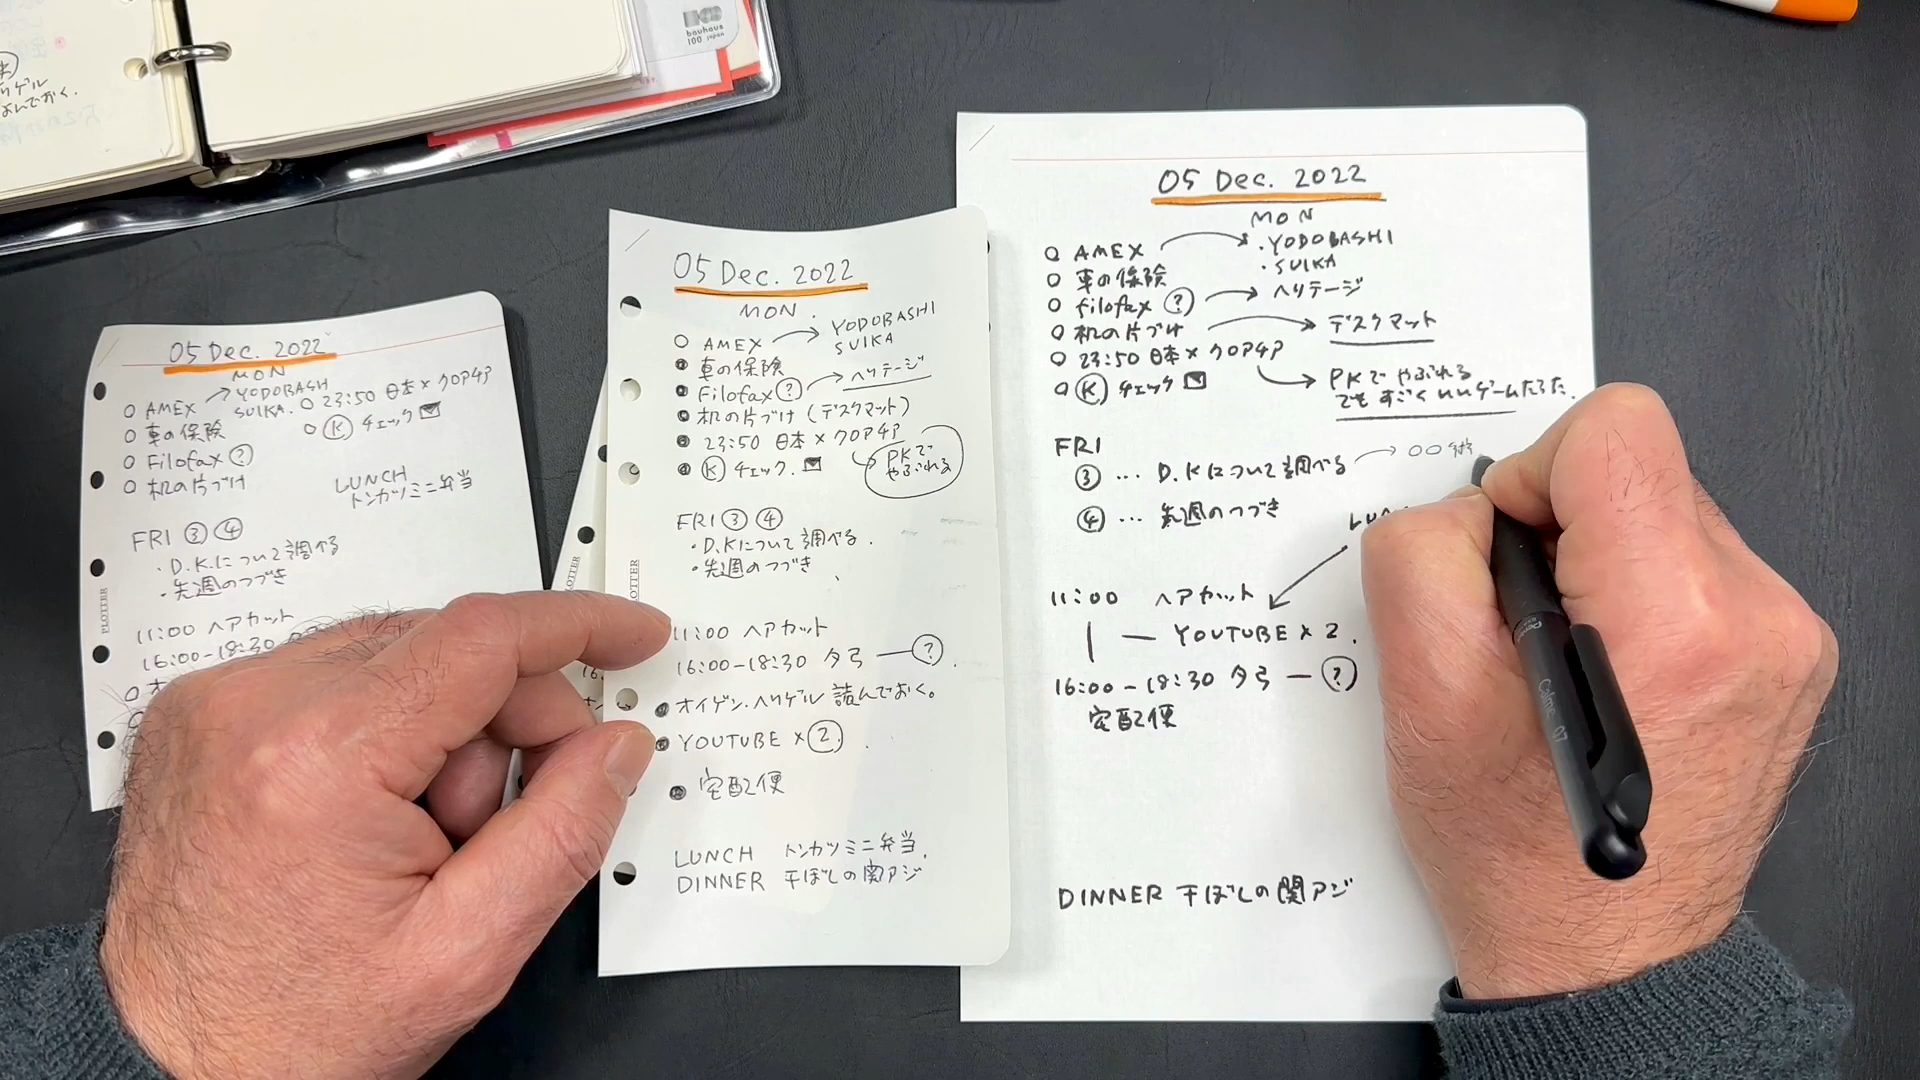 bauhaus
100 japan
でおく.
05 Dec. 2022
MON
AMEX → YODOBASHI
SUIKA.
車の保険
Filofax ?
机の片づけ
23:50 日本×クロアチア
K チェック
LUNCH
トンカツミニ弁当
FRI ③ ④
・D.K.について調べる
・先週のつづき
11:00 ヘアカット
16:00-18:30
PLOTTER
05 Dec. 2022
MON.
AMEX → YODOBASHI
SUIKA
車の保険
Filofax ? → ヘリテージ
机の片づけ (デスクマット)
23:50 日本×クロアチア
PKで
やぶれる
K チェック.
FRI ③ ④
・D.Kについて調べる.
・先週のつづき
11:00 ヘアカット
16:00-18:30 夕弓 — ?
オイゲン・ヘリゲル 読んでおく。
YOUTUBE × 2.
宅配便
LUNCH トンカツミニ弁当.
DINNER 干ぼしの関アジ
PLOTTER
05 Dec. 2022
MON
AMEX → ・YODOBASHI
・SUIKA
車の保険
filofax ? → ヘリテージ
机の片づけ → デスクマット
23:50 日本×クロアチア
K チェック
PKで やぶれる
でも すごく いいゲームだった.
FRI
③ … D.Kについて調べる → ○○
④ … 先週のつづき
11:00 ヘアカット
— YOUTUBE × 2.
16:00-18:30 夕弓 — ?
宅配便
DINNER 干ぼしの関アジ
Calme 07